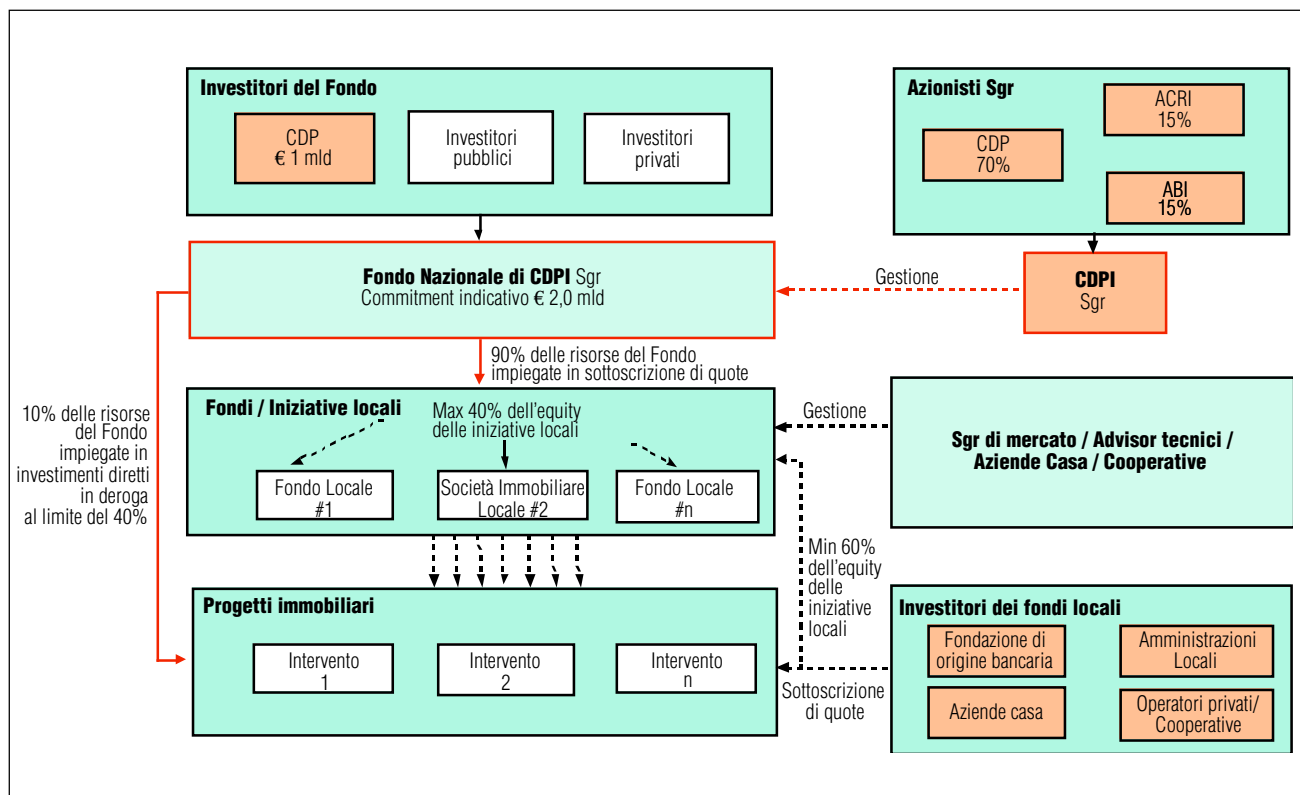 Investitori del Fondo
CDP
€ 1 mld
Investitori
pubblici
Investitori
privati
Azionisti Sgr
ACRI
15%
CDP
70%
ABI
15%
Fondo Nazionale di CDPI Sgr
Commitment indicativo € 2,0 mld
Gestione
CDPI
Sgr
90% delle risorse del Fondo
impiegate in sottoscrizione di quote
10% delle risorse
del Fondo
impiegate in
investimenti diretti
in deroga
al limite del 40%
Fondi / Iniziative locali
Max 40% dell'equity
delle iniziative locali
Fondo Locale
#1
Società Immobiliare
Locale #2
Fondo Locale
#n
Gestione
Sgr di mercato / Advisor tecnici /
Aziende Casa / Cooperative
Min 60%
dell'equity
delle
iniziative
locali
Progetti immobiliari
Intervento
1
Intervento
2
Intervento
n
Sottoscrizione
di quote
Investitori dei fondi locali
Fondazione di
origine bancaria
Amministrazioni
Locali
Aziende casa
Operatori privati/
Cooperative